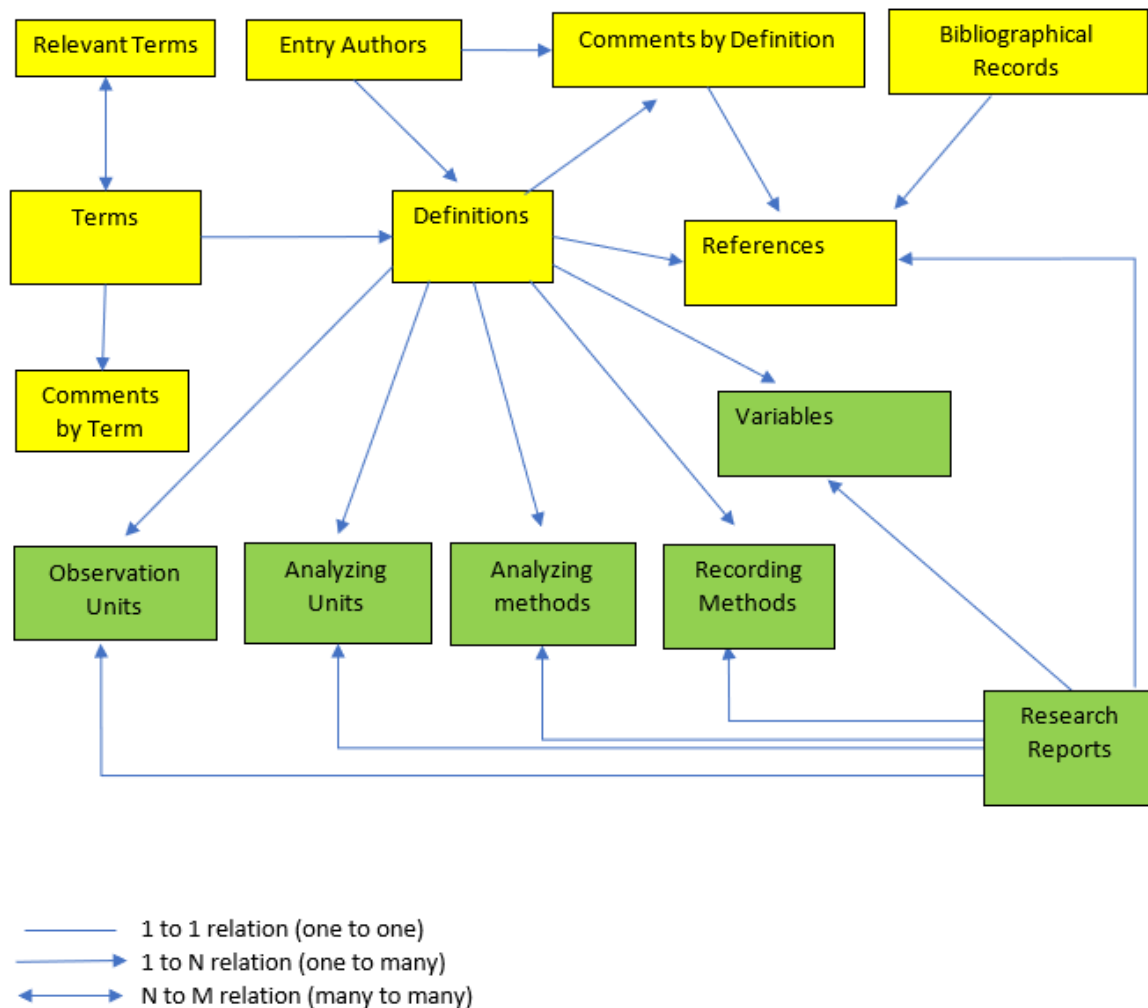 Relevant Terms
Entry Authors
Comments by Definition
Bibliographical
Records
Terms
Definitions
References
Comments
by Term
Variables
Observation
Units
Analyzing
Units
Analyzing
methods
Recording
Methods
Research
Reports
1 to 1 relation (one to one)
1 to N relation (one to many)
N to M relation (many to many)